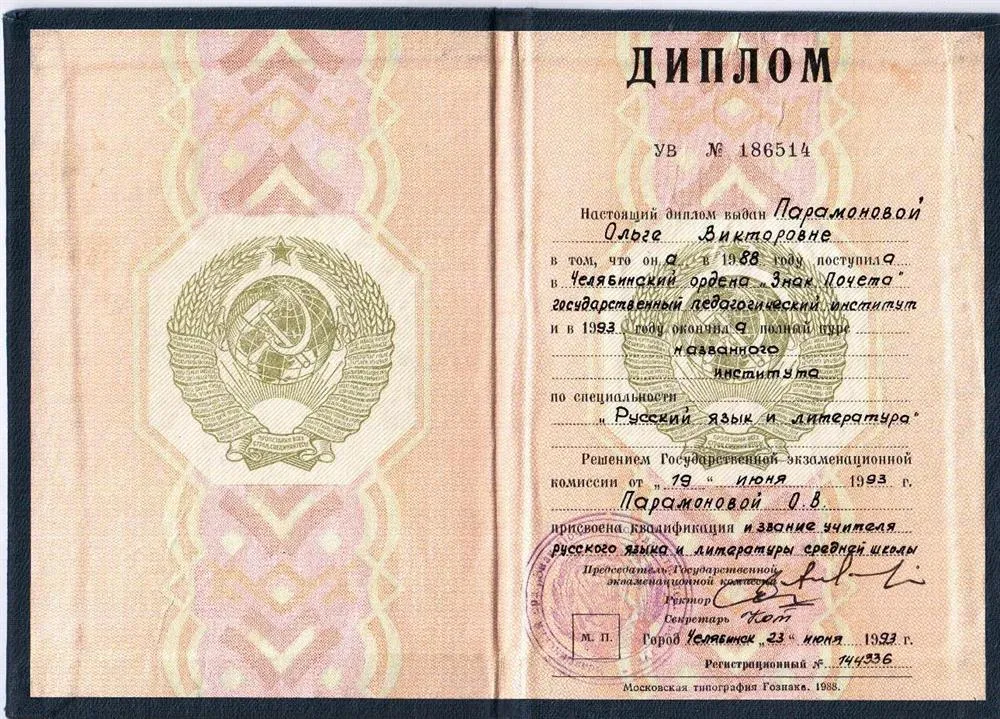 ДИПЛОМ
УВ № 186514
Настоящий диплом выдан Парамоновой
Ольге Викторовне
в том, что он а в 1988 году поступил а
в Челябинский ордена „Знак Почета"
государственный педагогический институт
и в 1993 году окончил а полный курс
названного
института
по специальности
„Русский язык и литература"
Решением Государственной экзаменационной
комиссии от „19" июня 1993 г.
Парамоновой О.В.
присвоена квалификация и звание учителя
русского языка и литературы средней школы
Председатель Государственной
экзаменационной комиссии
Ректор
Секретарь
М. П.
Город Челябинск „23" июня 1993 г.
Регистрационный № 144336
Московская типография Гознака. 1988.